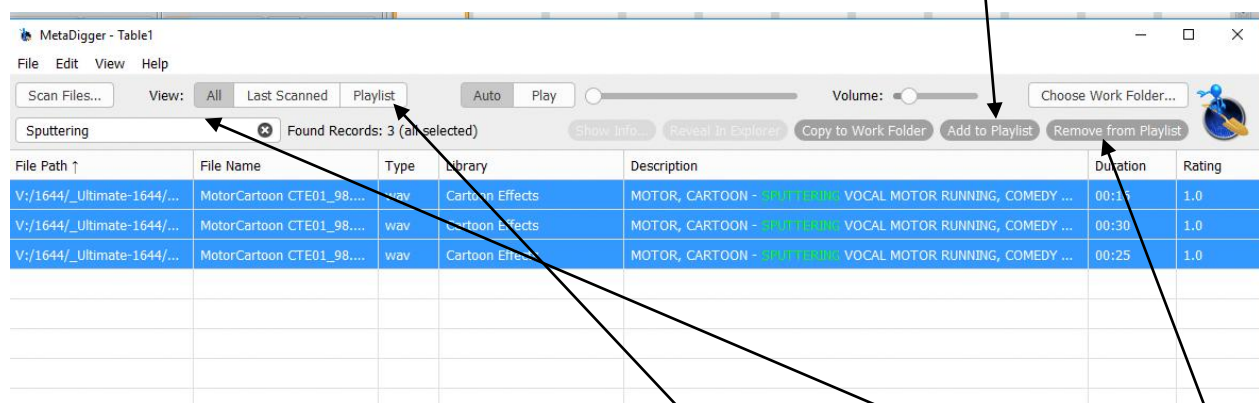 MetaDigger - Table1
File Edit View Help
Scan Files... View: All Last Scanned Playlist Auto Play Volume: Choose Work Folder...
Sputtering Found Records: 3 (all selected) Show Info... Reveal In Explorer Copy to Work Folder Add to Playlist Remove from Playlist
File Path ↑ File Name Type Library Description Duration Rating
V:/1644/_Ultimate-1644/... MotorCartoon CTE01_98.... wav Cartoon Effects MOTOR, CARTOON - SPUTTERING VOCAL MOTOR RUNNING, COMEDY ... 00:15 1.0
V:/1644/_Ultimate-1644/... MotorCartoon CTE01_98.... wav Cartoon Effects MOTOR, CARTOON - SPUTTERING VOCAL MOTOR RUNNING, COMEDY ... 00:30 1.0
V:/1644/_Ultimate-1644/... MotorCartoon CTE01_98.... wav Cartoon Effects MOTOR, CARTOON - SPUTTERING VOCAL MOTOR RUNNING, COMEDY ... 00:25 1.0